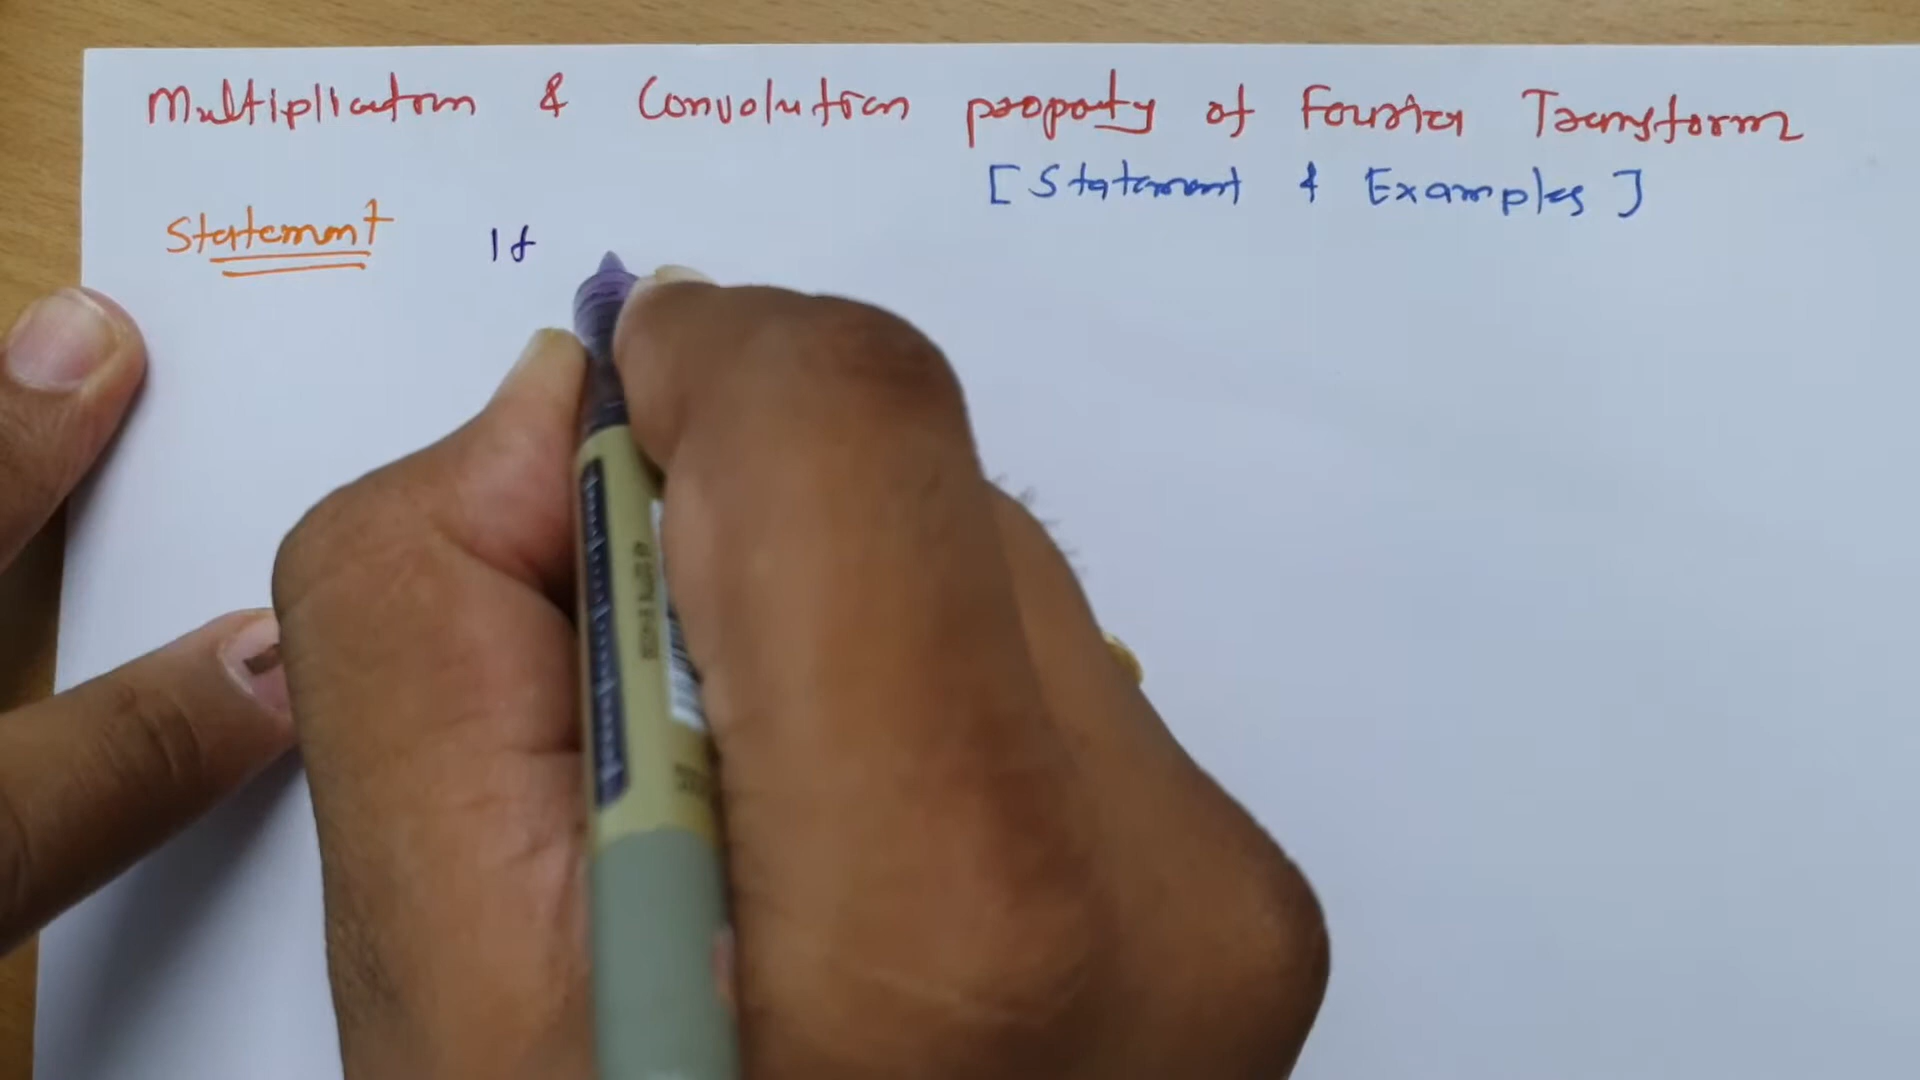 Multiplication & Convolution property of Fourier Transform
[Statement & Examples]
Statement If